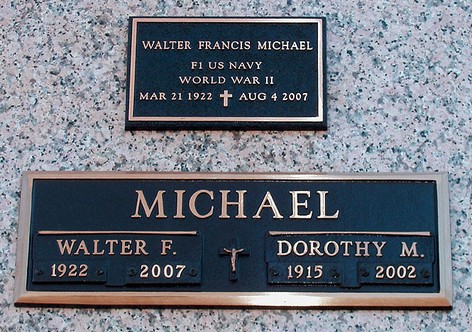 WALTER FRANCIS MICHAEL
F1 US NAVY
WORLD WAR II
MAR 21 1922 ✝ AUG 4 2007
MICHAEL
WALTER F. DOROTHY M.
1922 2007 1915 2002